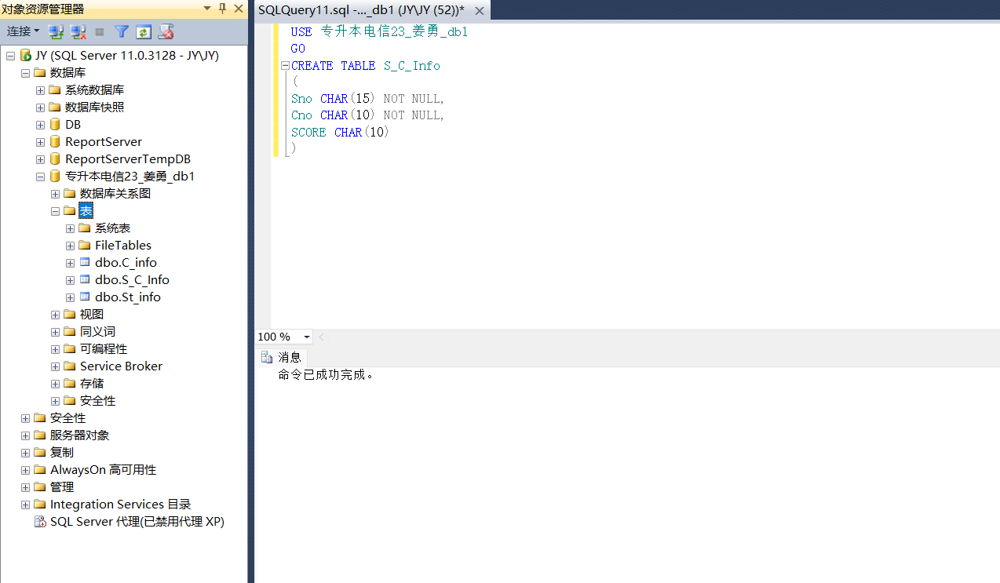 对象资源管理器
连接
JY (SQL Server 11.0.3128 - JY\JY)
数据库
系统数据库
数据库快照
DB
ReportServer
ReportServerTempDB
专升本电信23_姜勇_db1
数据库关系图
表
系统表
FileTables
dbo.C_info
dbo.S_C_Info
dbo.St_info
视图
同义词
可编程性
Service Broker
存储
安全性
安全性
服务器对象
复制
AlwaysOn 高可用性
管理
Integration Services 目录
SQL Server 代理(已禁用代理 XP)
SQLQuery11.sql -..._db1 (JY\JY (52))*
USE 专升本电信23_姜勇_db1
GO
CREATE TABLE S_C_Info
(
Sno CHAR(15) NOT NULL,
Cno CHAR(10) NOT NULL,
SCORE CHAR(10)
)
100 %
消息
命令已成功完成。